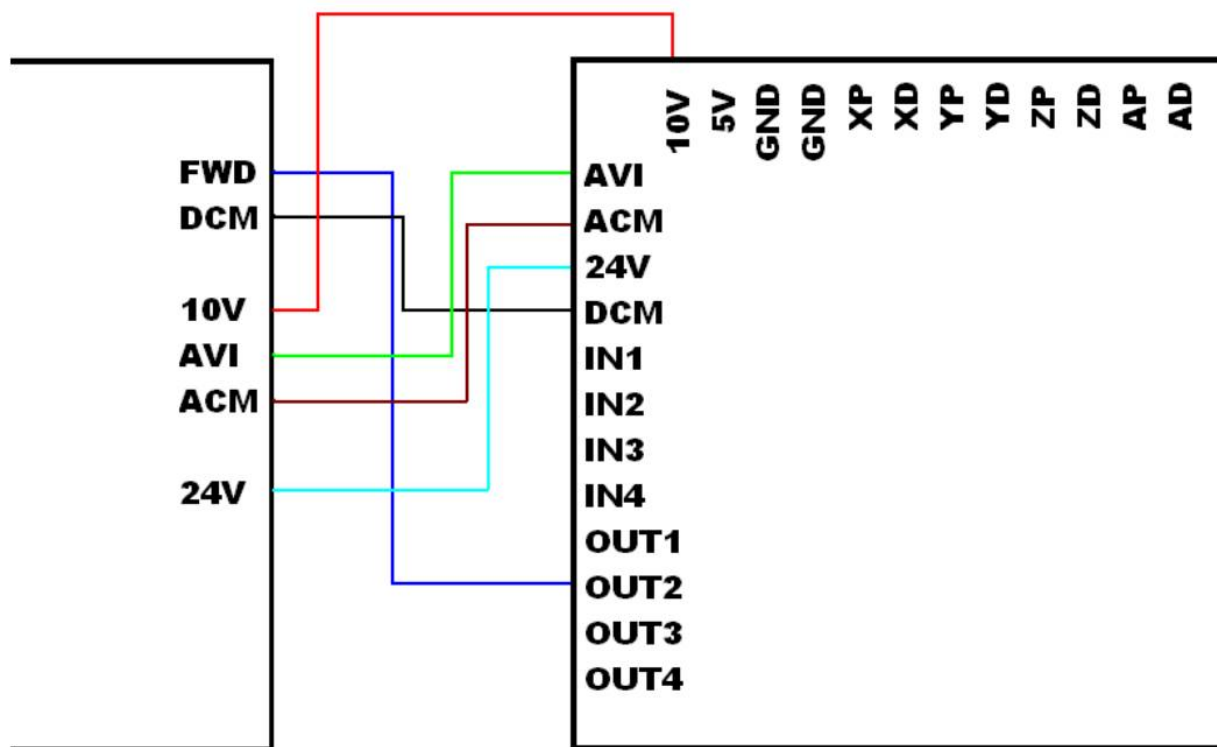 FWD
DCM
10V
AVI
ACM
24V
10V
5V
GND
GND
XP
XD
YP
YD
ZP
ZD
AP
AD
AVI
ACM
24V
DCM
IN1
IN2
IN3
IN4
OUT1
OUT2
OUT3
OUT4